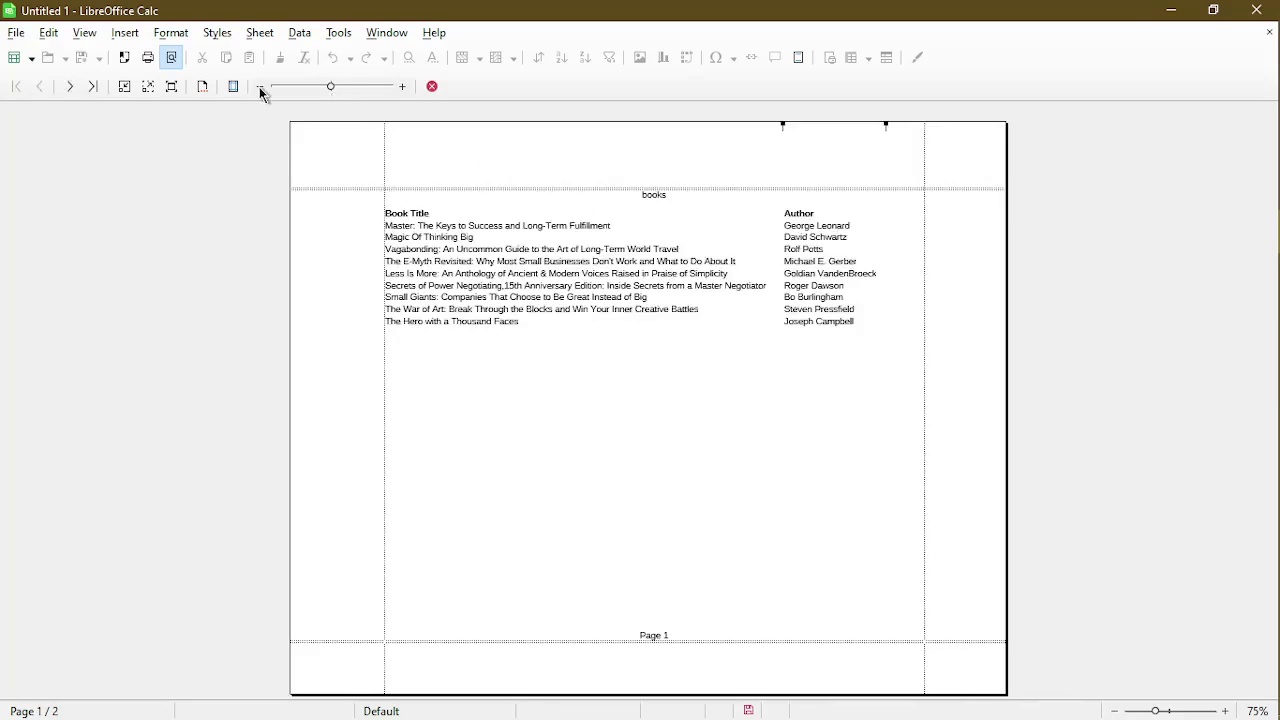 Untitled 1 - LibreOffice Calc
File Edit View Insert Format Styles Sheet Data Tools Window Help
books
Book Title Author
Master: The Keys to Success and Long-Term Fulfillment George Leonard
Magic Of Thinking Big David Schwartz
Vagabonding: An Uncommon Guide to the Art of Long-Term World Travel Rolf Potts
The E-Myth Revisited: Why Most Small Businesses Don't Work and What to Do About It Michael E. Gerber
Less Is More: An Anthology of Ancient & Modern Voices Raised in Praise of Simplicity Goldian VandenBroeck
Secrets of Power Negotiating,15th Anniversary Edition: Inside Secrets from a Master Negotiator Roger Dawson
Small Giants: Companies That Choose to Be Great Instead of Big Bo Burlingham
The War of Art: Break Through the Blocks and Win Your Inner Creative Battles Steven Pressfield
The Hero with a Thousand Faces Joseph Campbell
Page 1
Page 1 / 2 Default 75%